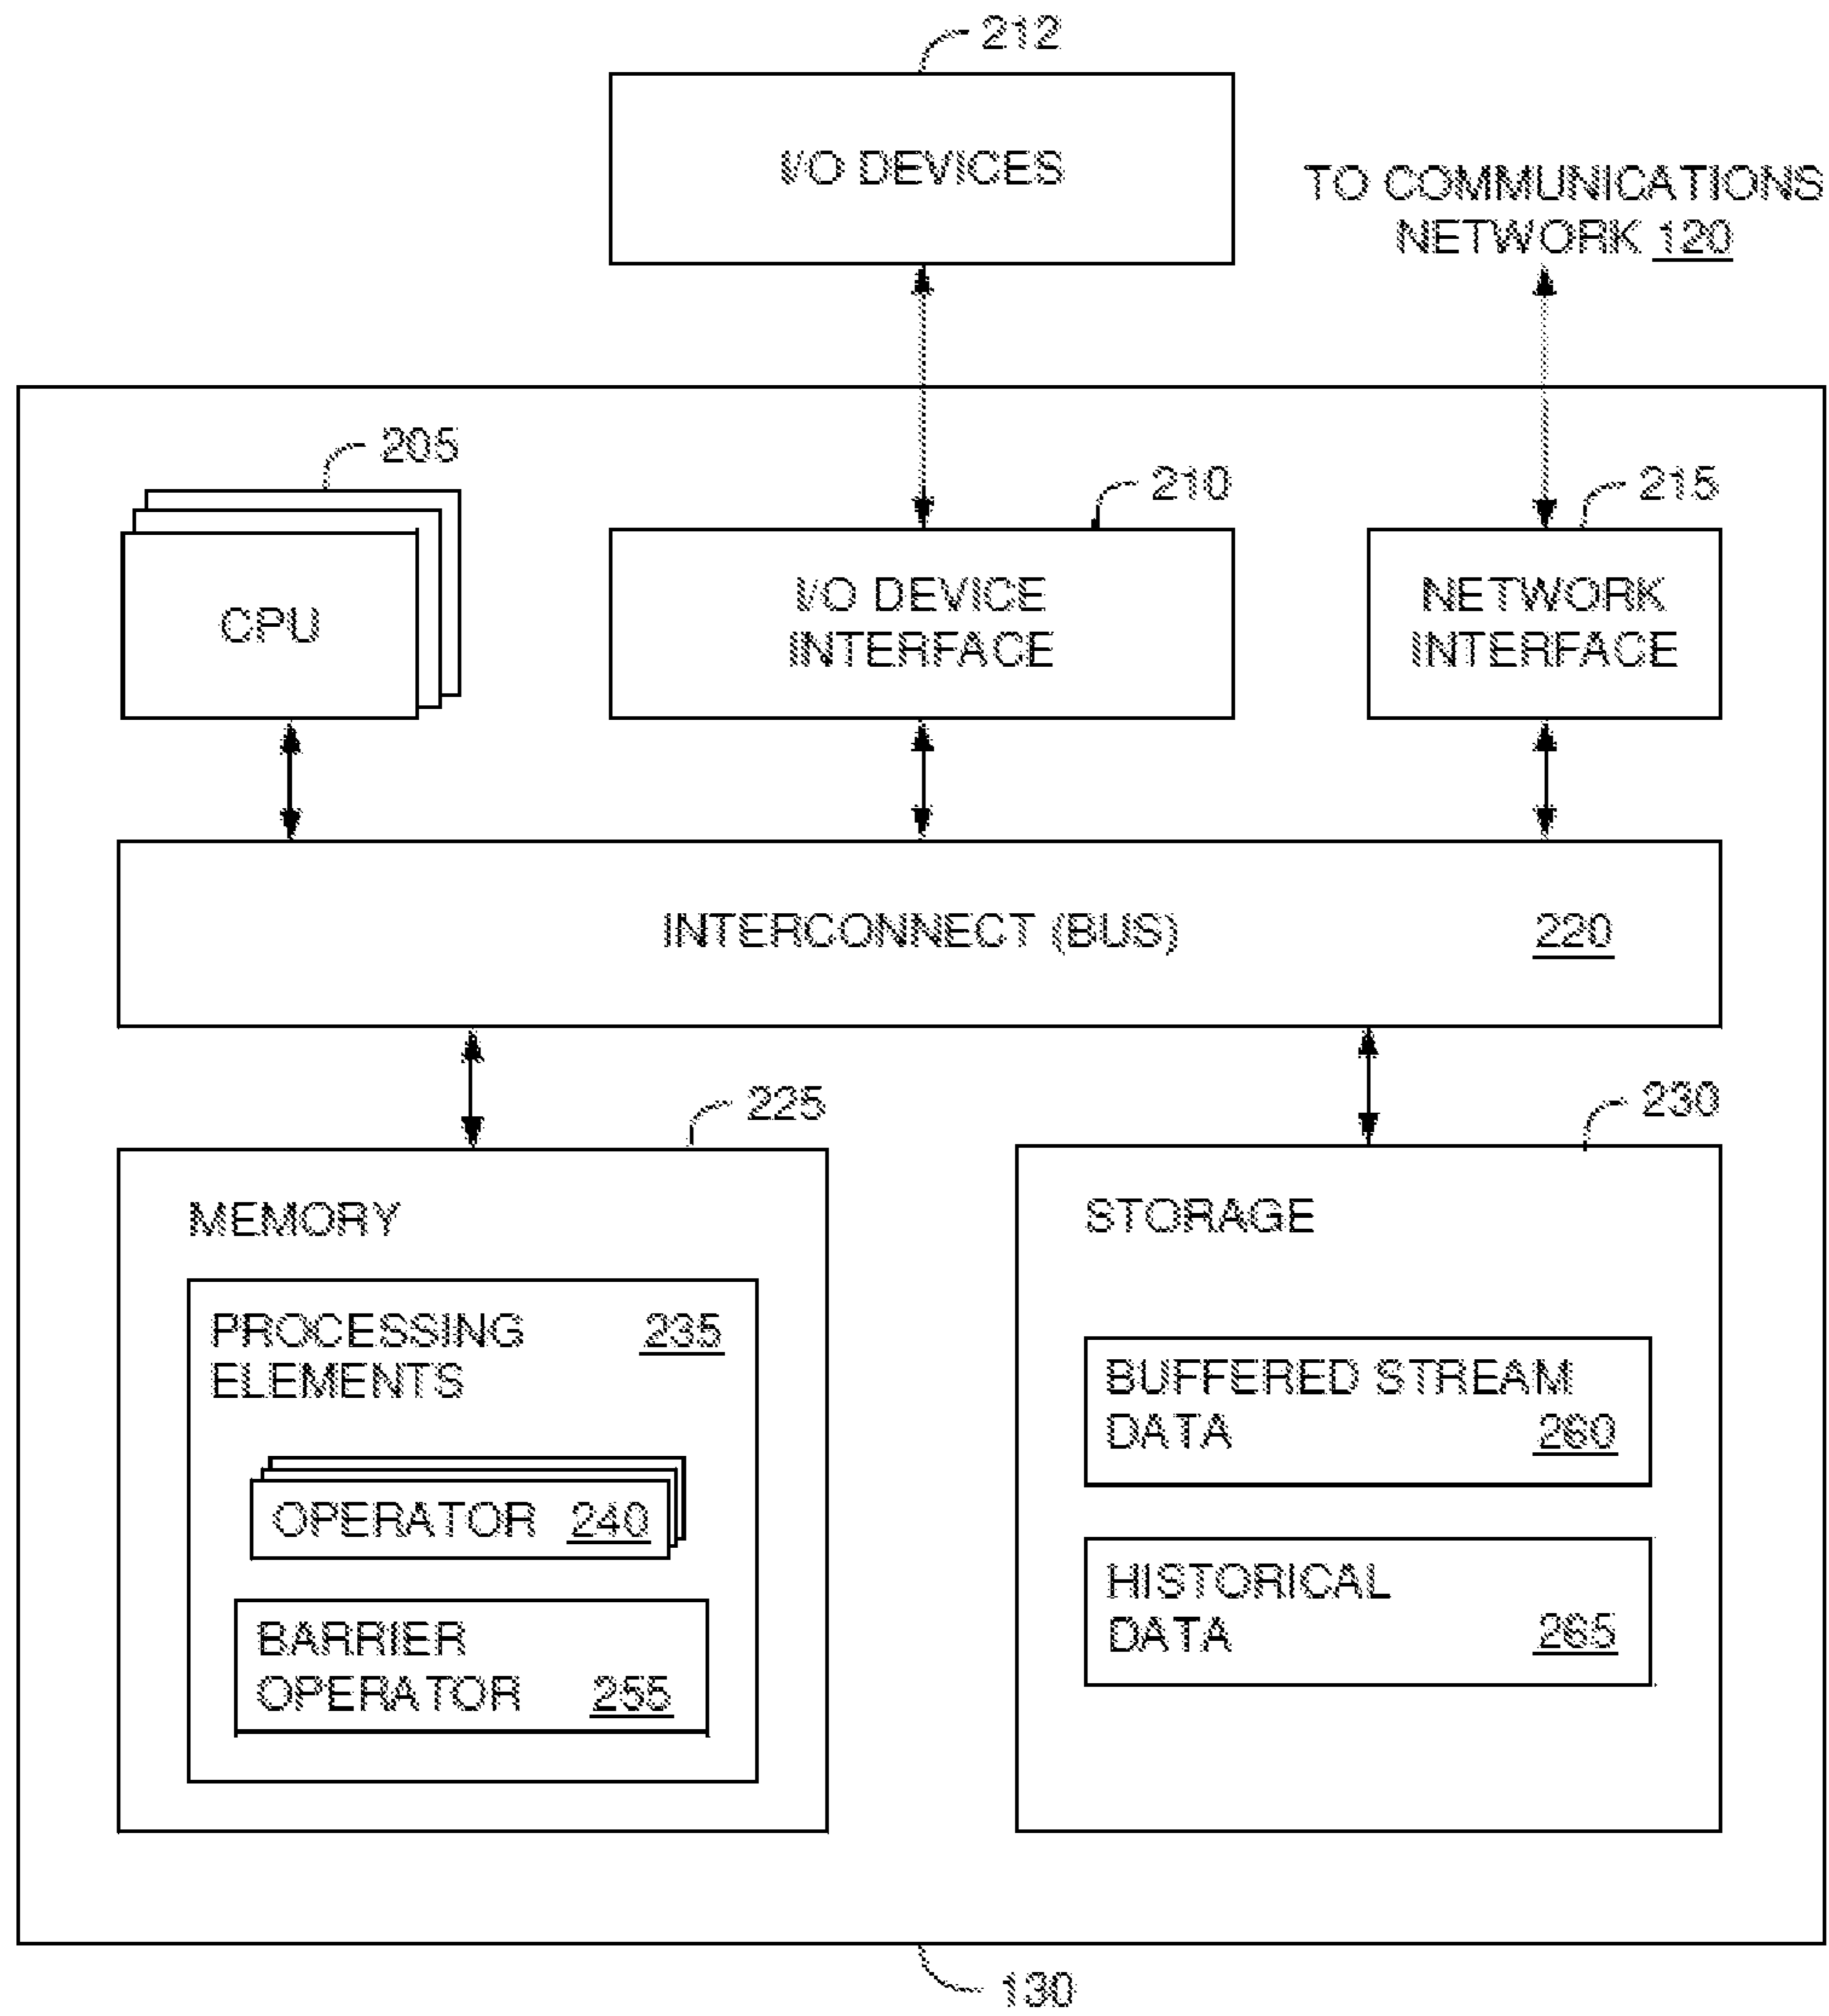 212
I/O DEVICES
TO COMMUNICATIONS
NETWORK 120
205
210
215
CPU
I/O DEVICE
INTERFACE
NETWORK
INTERFACE
INTERCONNECT (BUS) 220
225
230
MEMORY
PROCESSING 235
ELEMENTS
OPERATOR 240
BARRIER
OPERATOR 255
STORAGE
BUFFERED STREAM
DATA 260
HISTORICAL
DATA 265
130